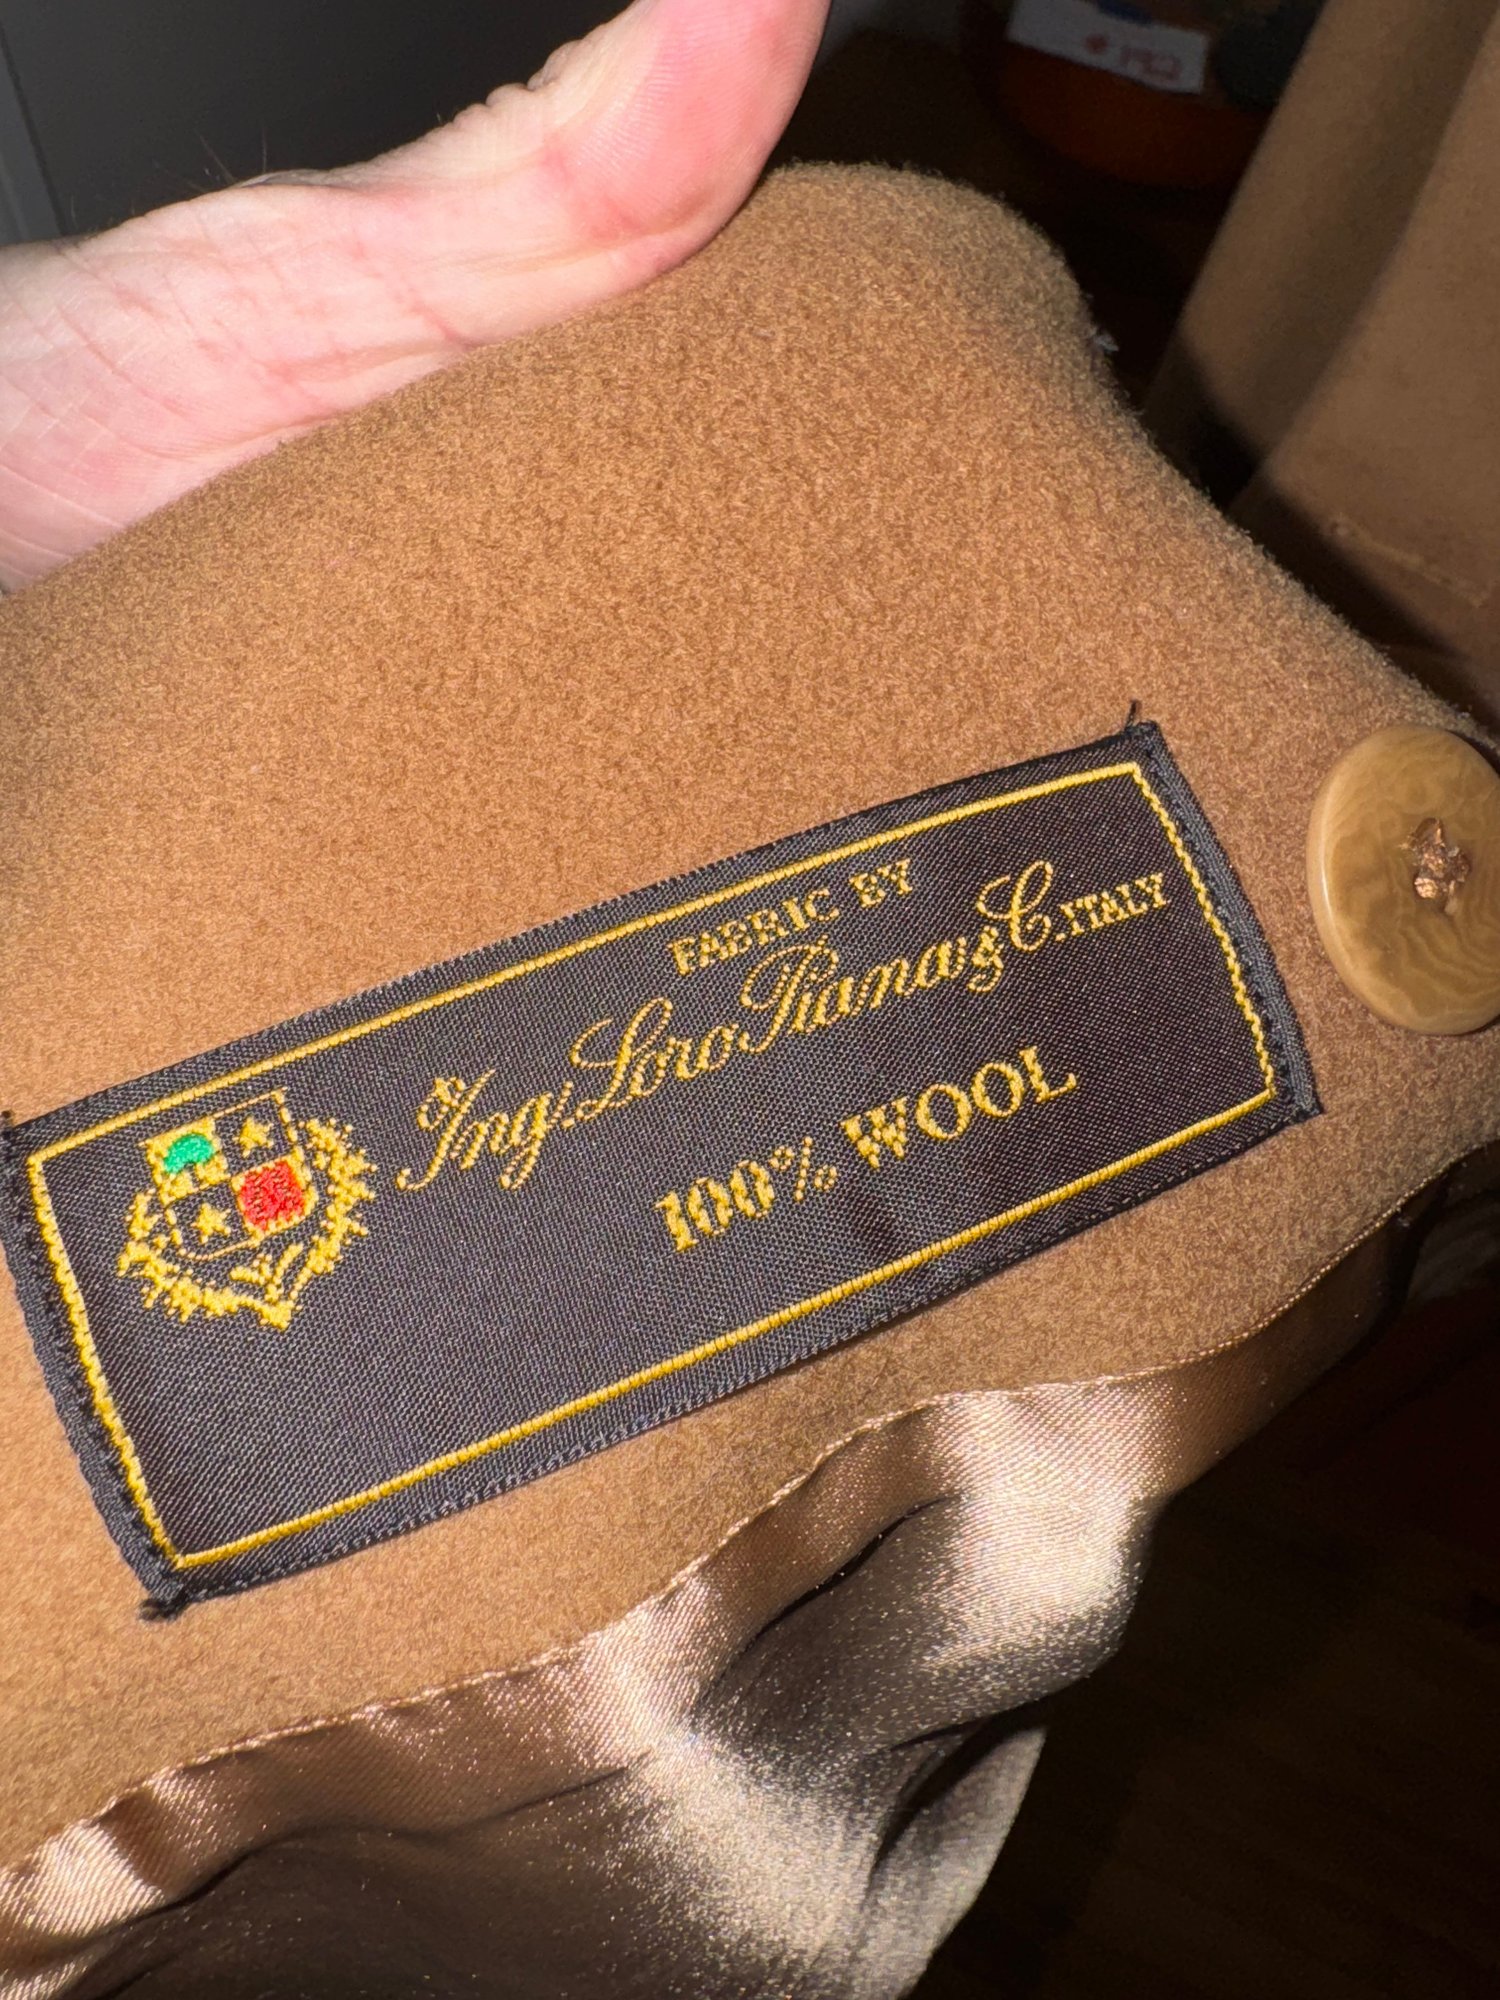 FABRIC BY
Ing. Loro Piana & C. ITALY
100% WOOL